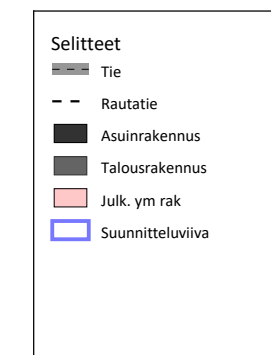 Selitteet
Tie
Rautatie
Asuinrakennus
Talousrakennus
Julk. ym rak
Suunnitteluviiva